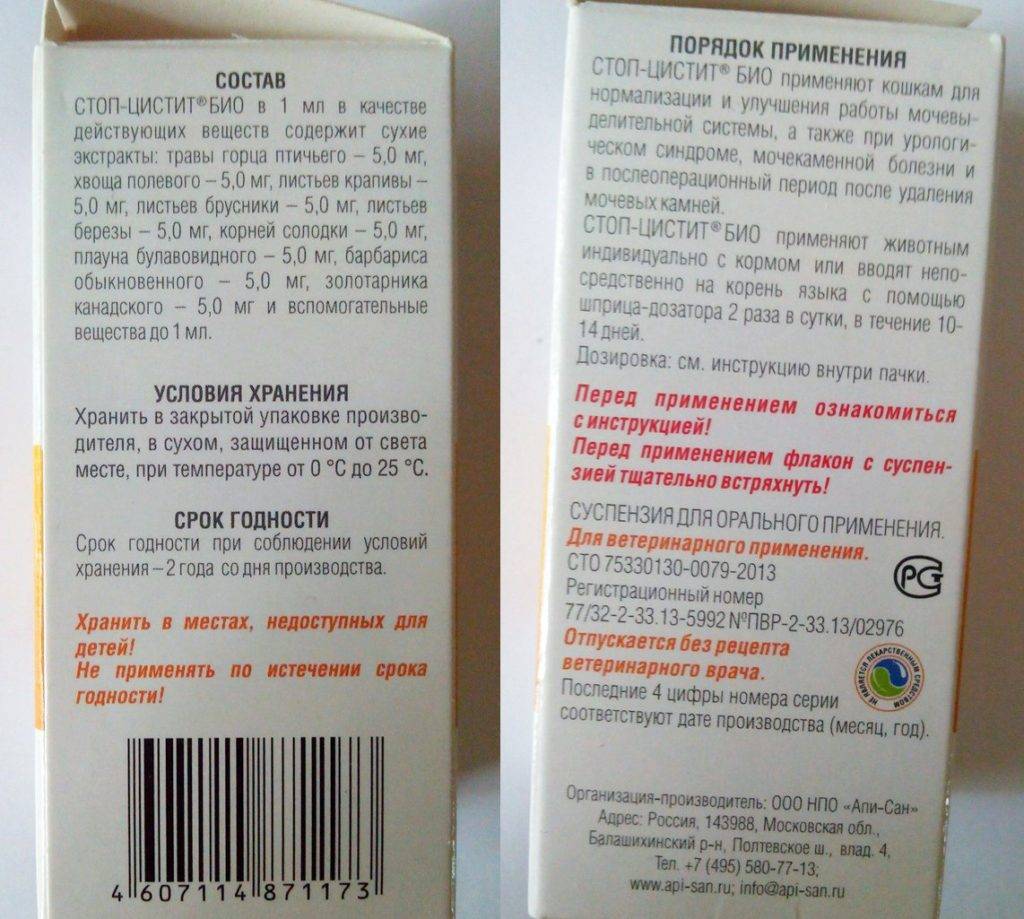 СОСТАВ
СТОП-ЦИСТИТ® БИО в 1 мл в качестве
действующих веществ содержит сухие
экстракты: травы горца птичьего – 5,0 мг,
хвоща полевого – 5,0 мг, листьев крапивы –
5,0 мг, листьев брусники – 5,0 мг, листьев
березы – 5,0 мг, корней солодки – 5,0 мг,
плауна булавовидного – 5,0 мг, барбариса
обыкновенного – 5,0 мг, золотарника
канадского – 5,0 мг и вспомогательные
вещества до 1 мл.
УСЛОВИЯ ХРАНЕНИЯ
Хранить в закрытой упаковке произво-
дителя, в сухом, защищенном от света
месте, при температуре от 0 °С до 25 °С.
СРОК ГОДНОСТИ
Срок годности при соблюдении условий
хранения – 2 года со дня производства.
Хранить в местах, недоступных для
детей!
Не применять по истечении срока
годности!
4 607114 871173
ПОРЯДОК ПРИМЕНЕНИЯ
СТОП-ЦИСТИТ® БИО применяют кошкам для
нормализации и улучшения работы мочевы-
делительной системы, а также при урологи-
ческом синдроме, мочекаменной болезни и
в послеоперационный период после удаления
мочевых камней.
СТОП-ЦИСТИТ® БИО применяют животным
индивидуально с кормом или вводят непо-
средственно на корень языка с помощью
шприца-дозатора 2 раза в сутки, в течение 10-
14 дней.
Дозировка: см. инструкцию внутри пачки.
Перед применением ознакомиться
с инструкцией!
Перед применением флакон с суспен-
зией тщательно встряхнуть!
СУСПЕНЗИЯ ДЛЯ ОРАЛЬНОГО ПРИМЕНЕНИЯ.
Для ветеринарного применения.
СТО 75330130-0079-2013
Регистрационный номер
77/32-2-33.13-5992 №ПВР-2-33.13/02976
Отпускается без рецепта
ветеринарного врача.
НЕ ЯВЛЯЕТСЯ ЛЕКАРСТВЕННЫМ СРЕДСТВОМ
Последние 4 цифры номера серии
соответствуют дате производства (месяц, год).
Организация-производитель: ООО НПО «Апи-Сан»
Адрес: Россия, 143988, Московская обл.,
Балашихинский р-н, Полтевское ш., влад. 4,
Тел. +7 (495) 580-77-13;
www.api-san.ru; info@api-san.ru